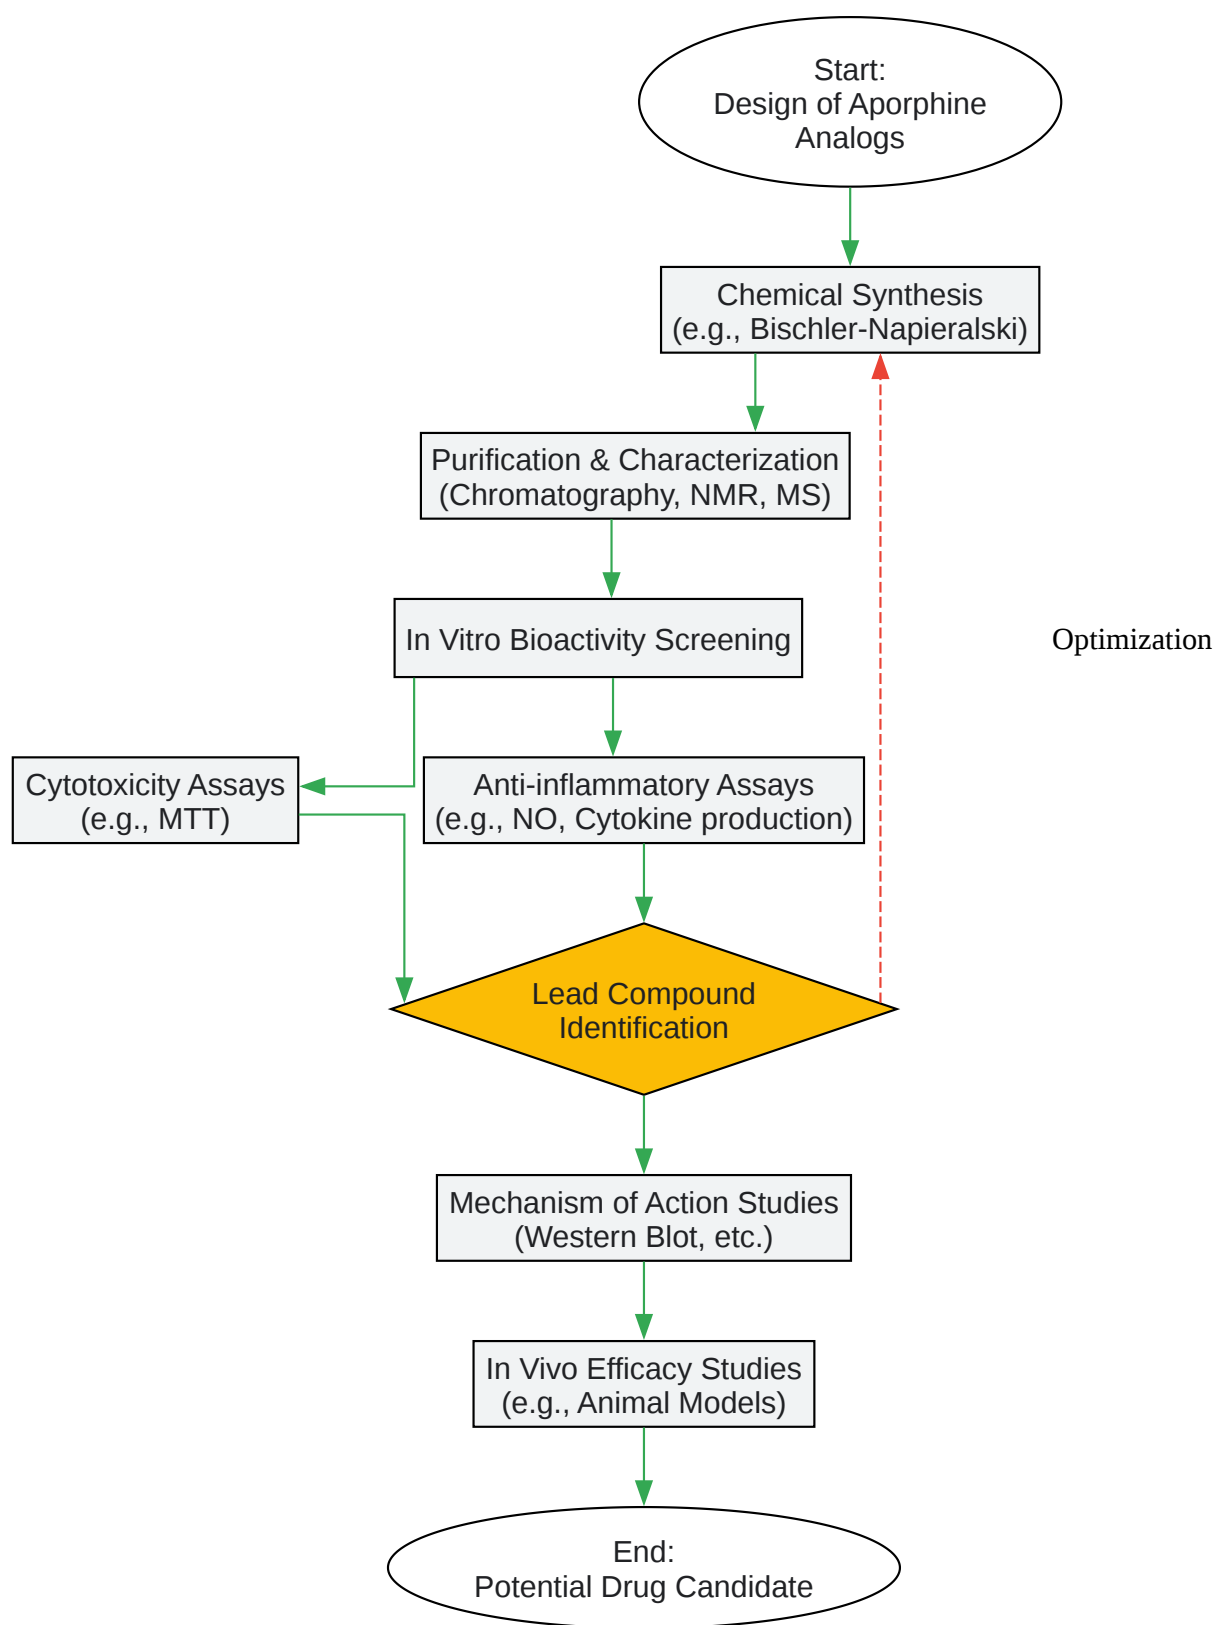 Start:
Design of Aporphine
Analogs
Chemical Synthesis
(e.g., Bischler-Napieralski)
Purification & Characterization
(Chromatography, NMR, MS)
In Vitro Bioactivity Screening
Optimization
Cytotoxicity Assays
(e.g., MTT)
Anti-inflammatory Assays
(e.g., NO, Cytokine production)
Lead Compound
Identification
Mechanism of Action Studies
(Western Blot, etc.)
In Vivo Efficacy Studies
(e.g., Animal Models)
End:
Potential Drug Candidate